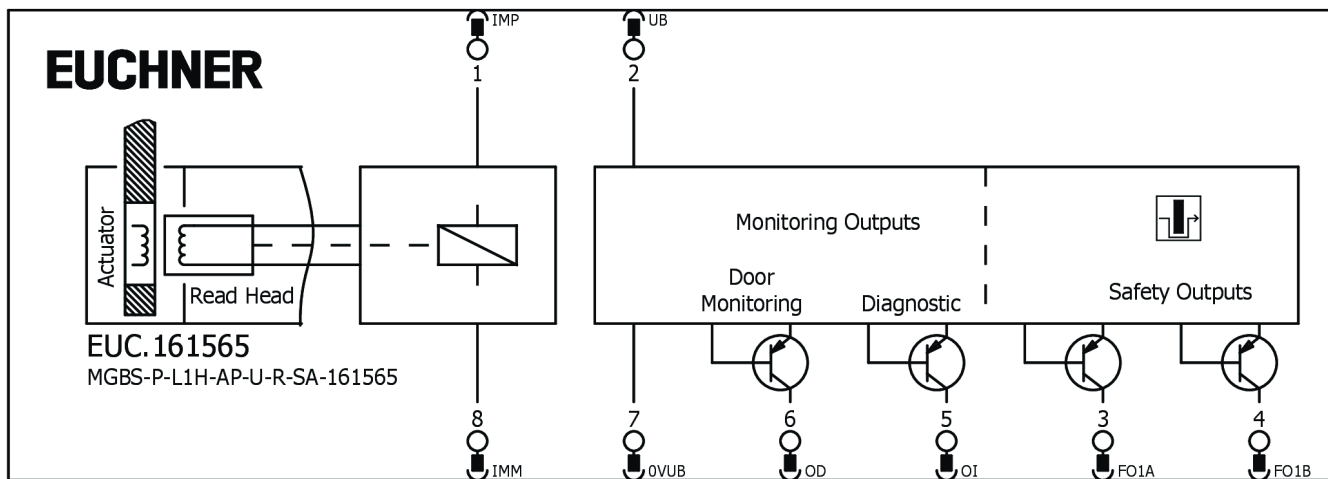 IMP
UB
EUCHNER
1
2
Actuator
Read Head
Monitoring Outputs
Door
Monitoring
Diagnostic
Safety Outputs
EUC.161565
MGBS-P-L1H-AP-U-R-SA-161565
8
7
6
5
3
4
IMM
0VUB
OD
OI
FO1A
FO1B